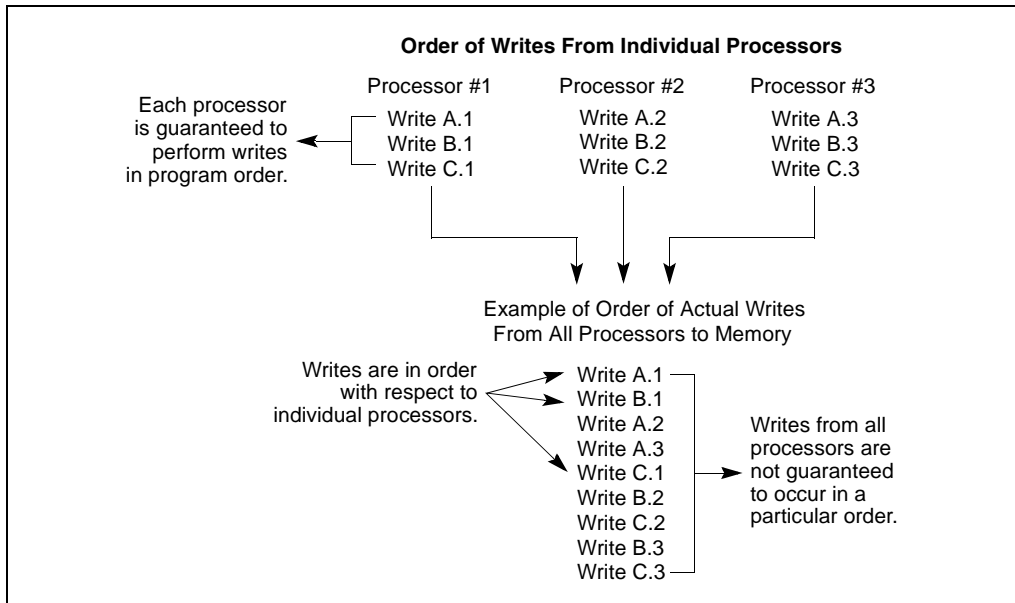 Order of Writes From Individual Processors
Processor #1
Processor #2
Processor #3
Each processor
is guaranteed to
perform writes
in program order.
Write A.1
Write B.1
Write C.1
Write A.2
Write B.2
Write C.2
Write A.3
Write B.3
Write C.3
Example of Order of Actual Writes
From All Processors to Memory
Writes are in order
with respect to
individual processors.
Write A.1
Write B.1
Write A.2
Write A.3
Write C.1
Write B.2
Write C.2
Write B.3
Write C.3
Writes from all
processors are
not guaranteed
to occur in a
particular order.